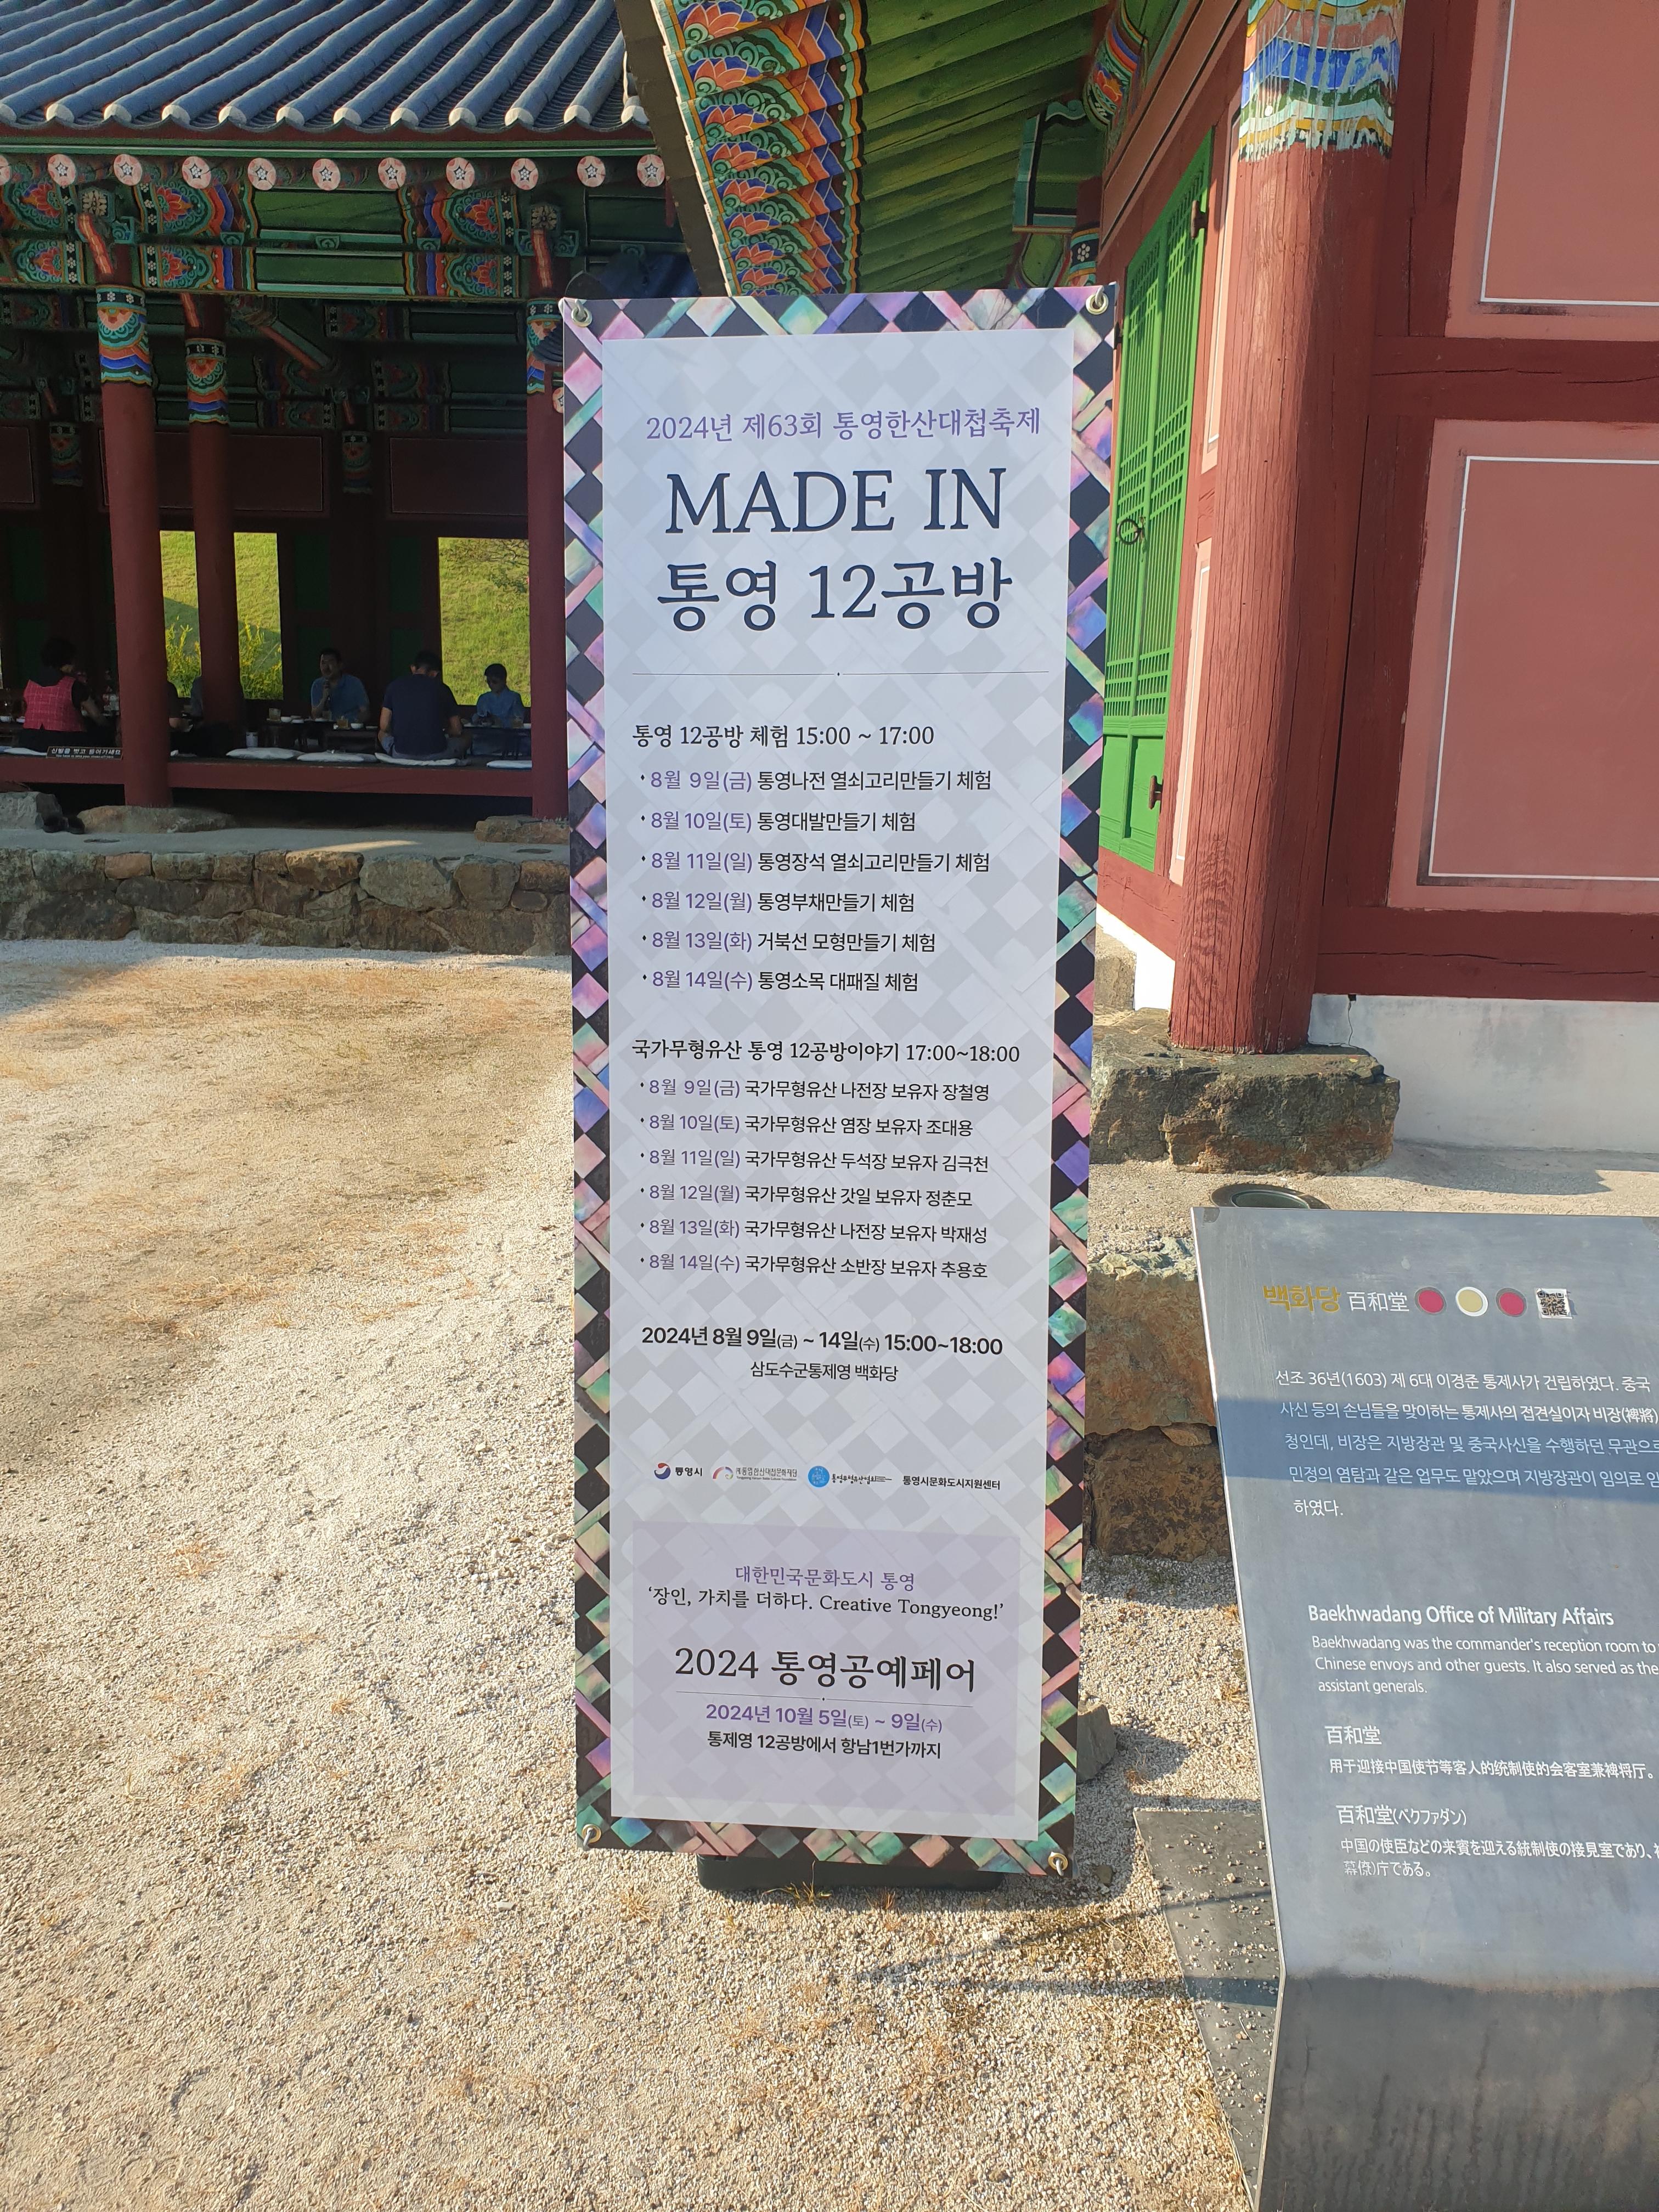 2024년 제63회 통영한산대첩축제
MADE IN
통영 12공방
통영 12공방 체험 15:00 ~ 17:00
· 8월 9일(금) 통영나전 열쇠고리만들기 체험
· 8월 10일(토) 통영대발만들기 체험
· 8월 11일(일) 통영장석 열쇠고리만들기 체험
· 8월 12일(월) 통영부채만들기 체험
· 8월 13일(화) 거북선 모형만들기 체험
· 8월 14일(수) 통영소목 대패질 체험
국가무형유산 통영 12공방이야기 17:00~18:00
· 8월 9일(금) 국가무형유산 나전장 보유자 장철영
· 8월 10일(토) 국가무형유산 염장 보유자 조대용
· 8월 11일(일) 국가무형유산 두석장 보유자 김극천
· 8월 12일(월) 국가무형유산 갓일 보유자 정춘모
· 8월 13일(화) 국가무형유산 나전장 보유자 박재성
· 8월 14일(수) 국가무형유산 소반장 보유자 추용호
2024년 8월 9일(금) ~ 14일(수) 15:00~18:00
삼도수군통제영 백화당
통영시 통영한산대첩문화재단 통영시문화도시지원센터
대한민국문화도시 통영
‘장인, 가치를 더하다. Creative Tongyeong!’
2024 통영공예페어
2024년 10월 5일(토) ~ 9일(수)
통제영 12공방에서 항남1번가까지
신발을 벗고 들어가세요
백화당 百和堂
선조 36년(1603) 제 6대 이경준 통제사가 건립하였다. 중국
사신 등의 손님들을 맞이하는 통제사의 접견실이자 비장(裨將)
청인데, 비장은 지방장관 및 중국사신을 수행하던 무관으로
민정의 염탐과 같은 업무도 맡았으며 지방장관이 임의로 임
하였다.
Baekhwadang Office of Military Affairs
Baekhwadang was the commander's reception room to
Chinese envoys and other guests. It also served as the
assistant generals.
百和堂
用于迎接中国使节等客人的统制使的会客室兼裨将厅。
百和堂(ベクファダン)
中国の使臣などの来賓を迎える統制使の接見室であり、
幕僚)庁である。